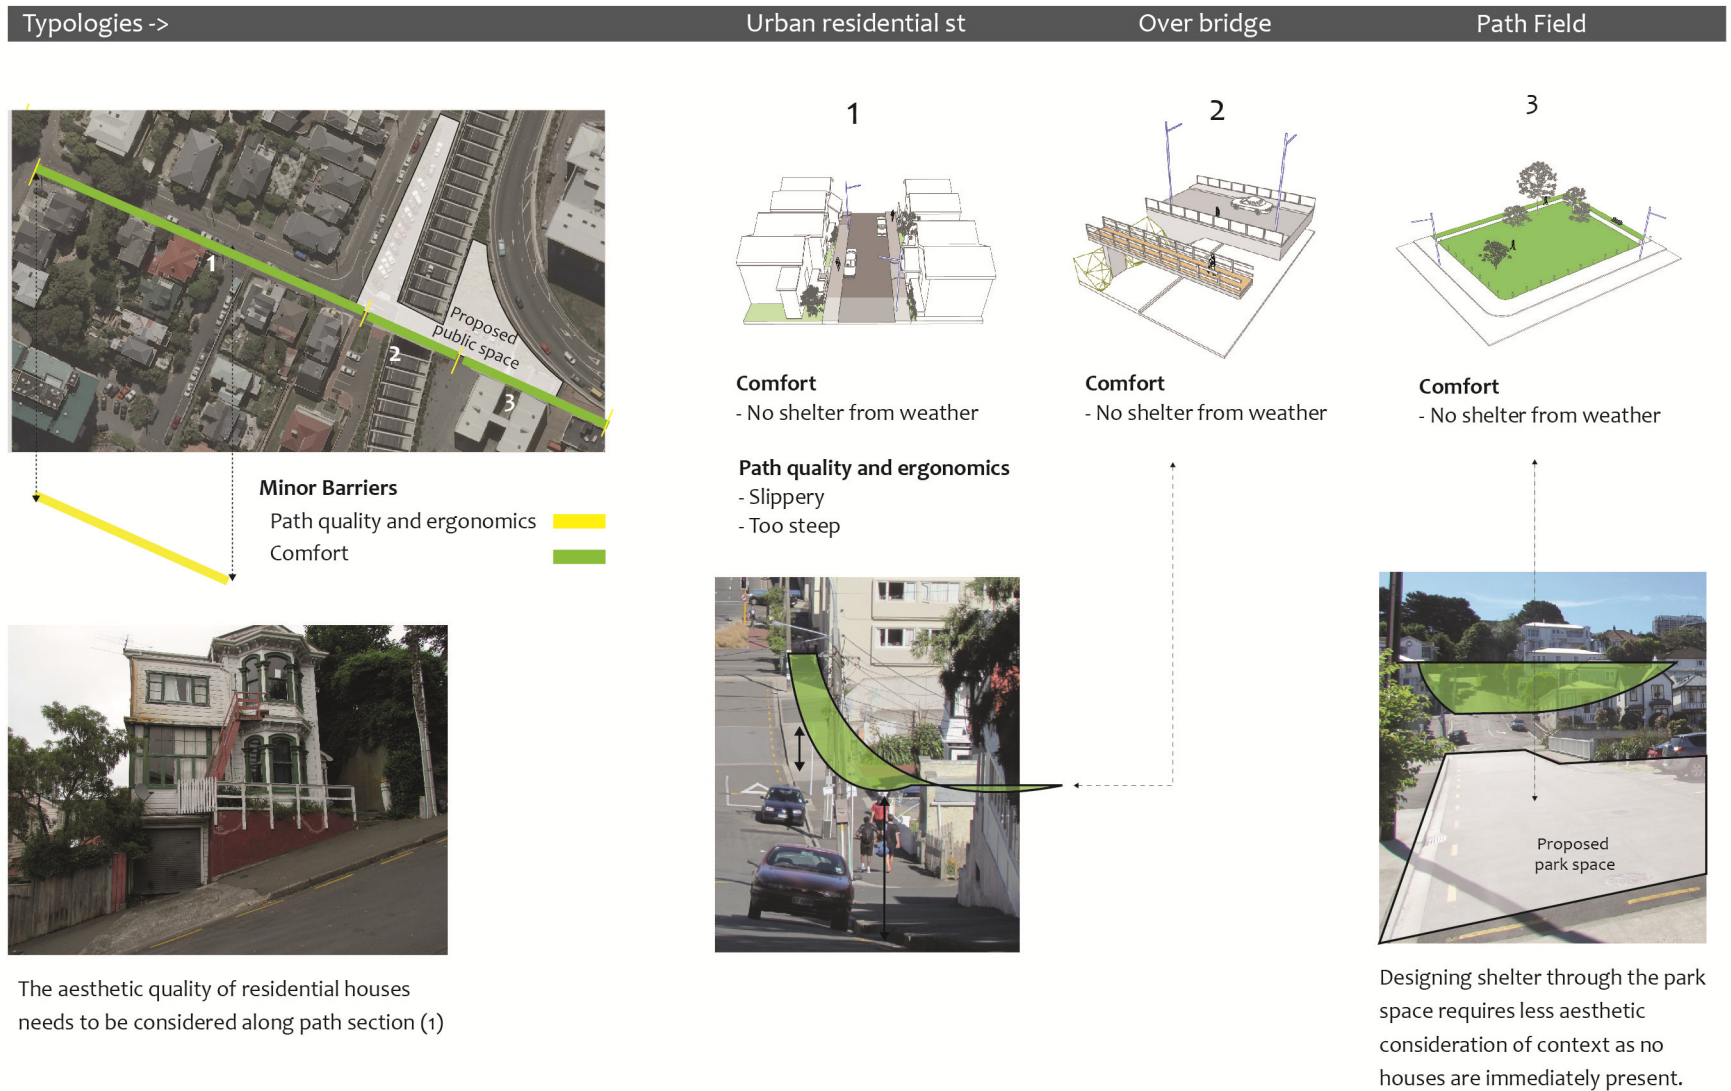 Typologies ->
Urban residential st
Over bridge
Path Field
1
2
Proposed
public space
3
Minor Barriers
Path quality and ergonomics
Comfort
The aesthetic quality of residential houses
needs to be considered along path section (1)
1
Comfort
- No shelter from weather
Path quality and ergonomics
- Slippery
- Too steep
2
Comfort
- No shelter from weather
3
Comfort
- No shelter from weather
Proposed
park space
Designing shelter through the park
space requires less aesthetic
consideration of context as no
houses are immediately present.